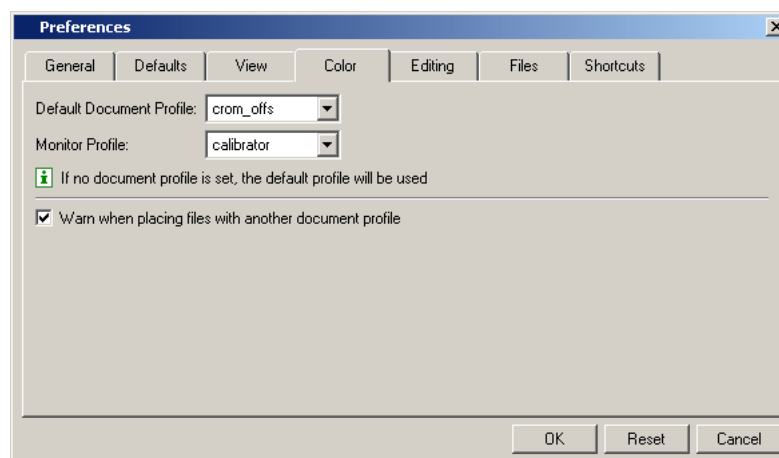 Preferences
General Defaults View Color Editing Files Shortcuts
Default Document Profile: crom_offs
Monitor Profile: calibrator
If no document profile is set, the default profile will be used
Warn when placing files with another document profile
OK Reset Cancel